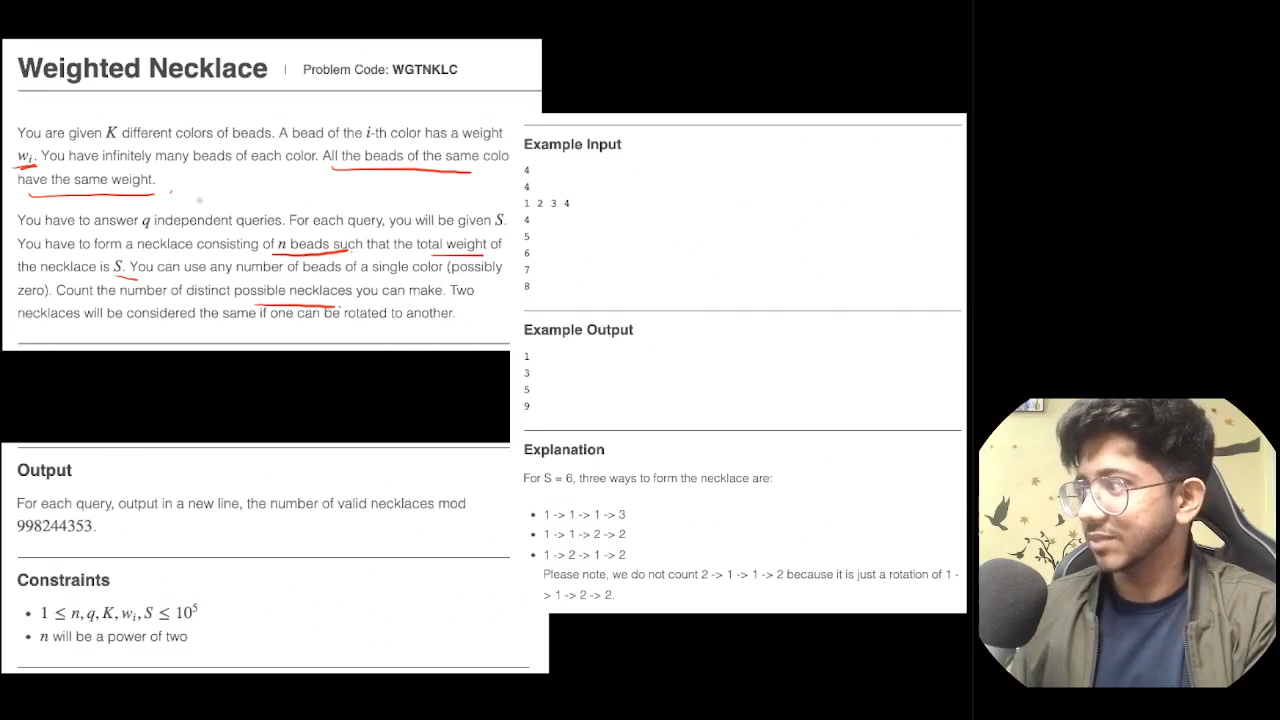 Weighted Necklace | Problem Code: WGTNKLC
You are given K different colors of beads. A bead of the i-th color has a weight
w_i. You have infinitely many beads of each color. All the beads of the same colo
have the same weight.
You have to answer q independent queries. For each query, you will be given S.
You have to form a necklace consisting of n beads such that the total weight of
the necklace is S. You can use any number of beads of a single color (possibly
zero). Count the number of distinct possible necklaces you can make. Two
necklaces will be considered the same if one can be rotated to another.
Output
For each query, output in a new line, the number of valid necklaces mod
998244353.
Constraints
• 1 ≤ n, q, K, w_i, S ≤ 10^5
• n will be a power of two
Example Input
4
4
1 2 3 4
4
5
6
7
8
Example Output
1
3
5
9
Explanation
For S = 6, three ways to form the necklace are:
• 1 -> 1 -> 1 -> 3
• 1 -> 1 -> 2 -> 2
• 1 -> 2 -> 1 -> 2
Please note, we do not count 2 -> 1 -> 1 -> 2 because it is just a rotation of 1 -
> 1 -> 2 -> 2.